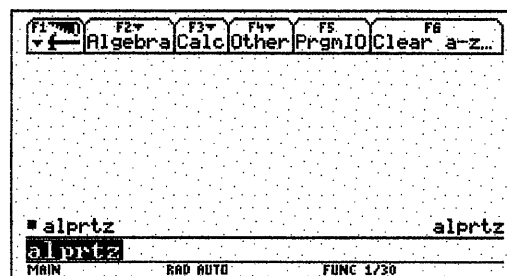 F1 F2 F3 F4 F5 F6
Algebra Calc Other PrgmIO Clear a-z…
alprtz alprtz
alprtz
MAIN RAD AUTO FUNC 1/30